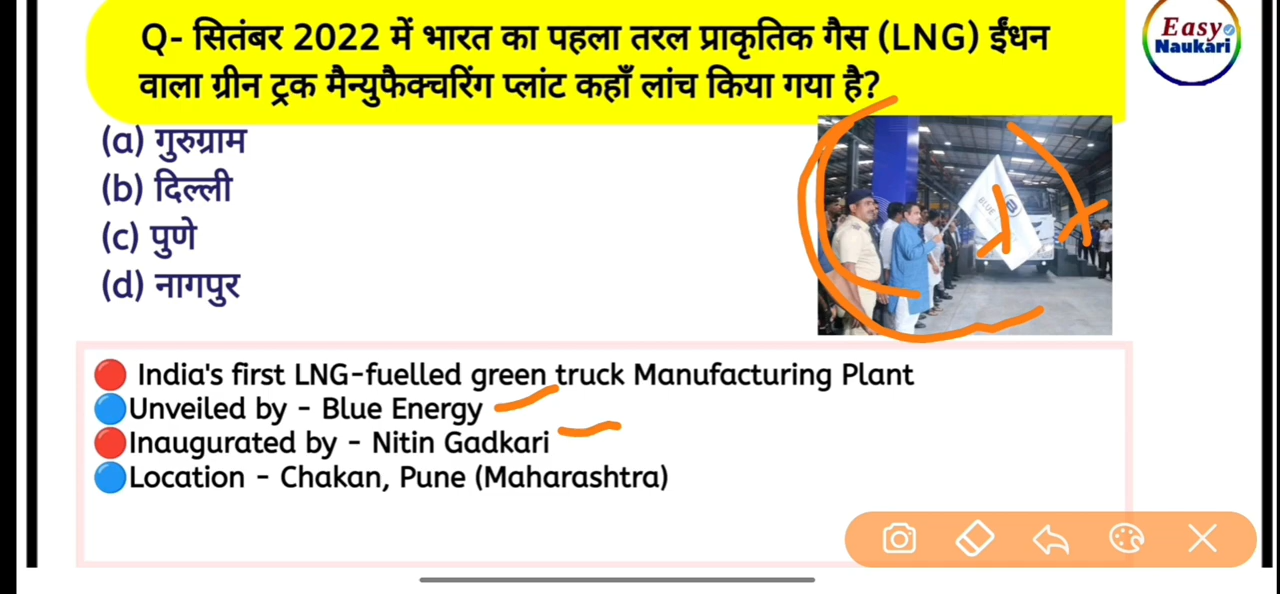 Q- सितंबर 2022 में भारत का पहला तरल प्राकृतिक गैस (LNG) ईंधन
वाला ग्रीन ट्रक मैन्युफैक्चरिंग प्लांट कहाँ लांच किया गया है?
Easy
Naukari
(a) गुरुग्राम
(b) दिल्ली
(c) पुणे
(d) नागपुर
BLUE
India's first LNG-fuelled green truck Manufacturing Plant
Unveiled by - Blue Energy
Inaugurated by - Nitin Gadkari
Location - Chakan, Pune (Maharashtra)